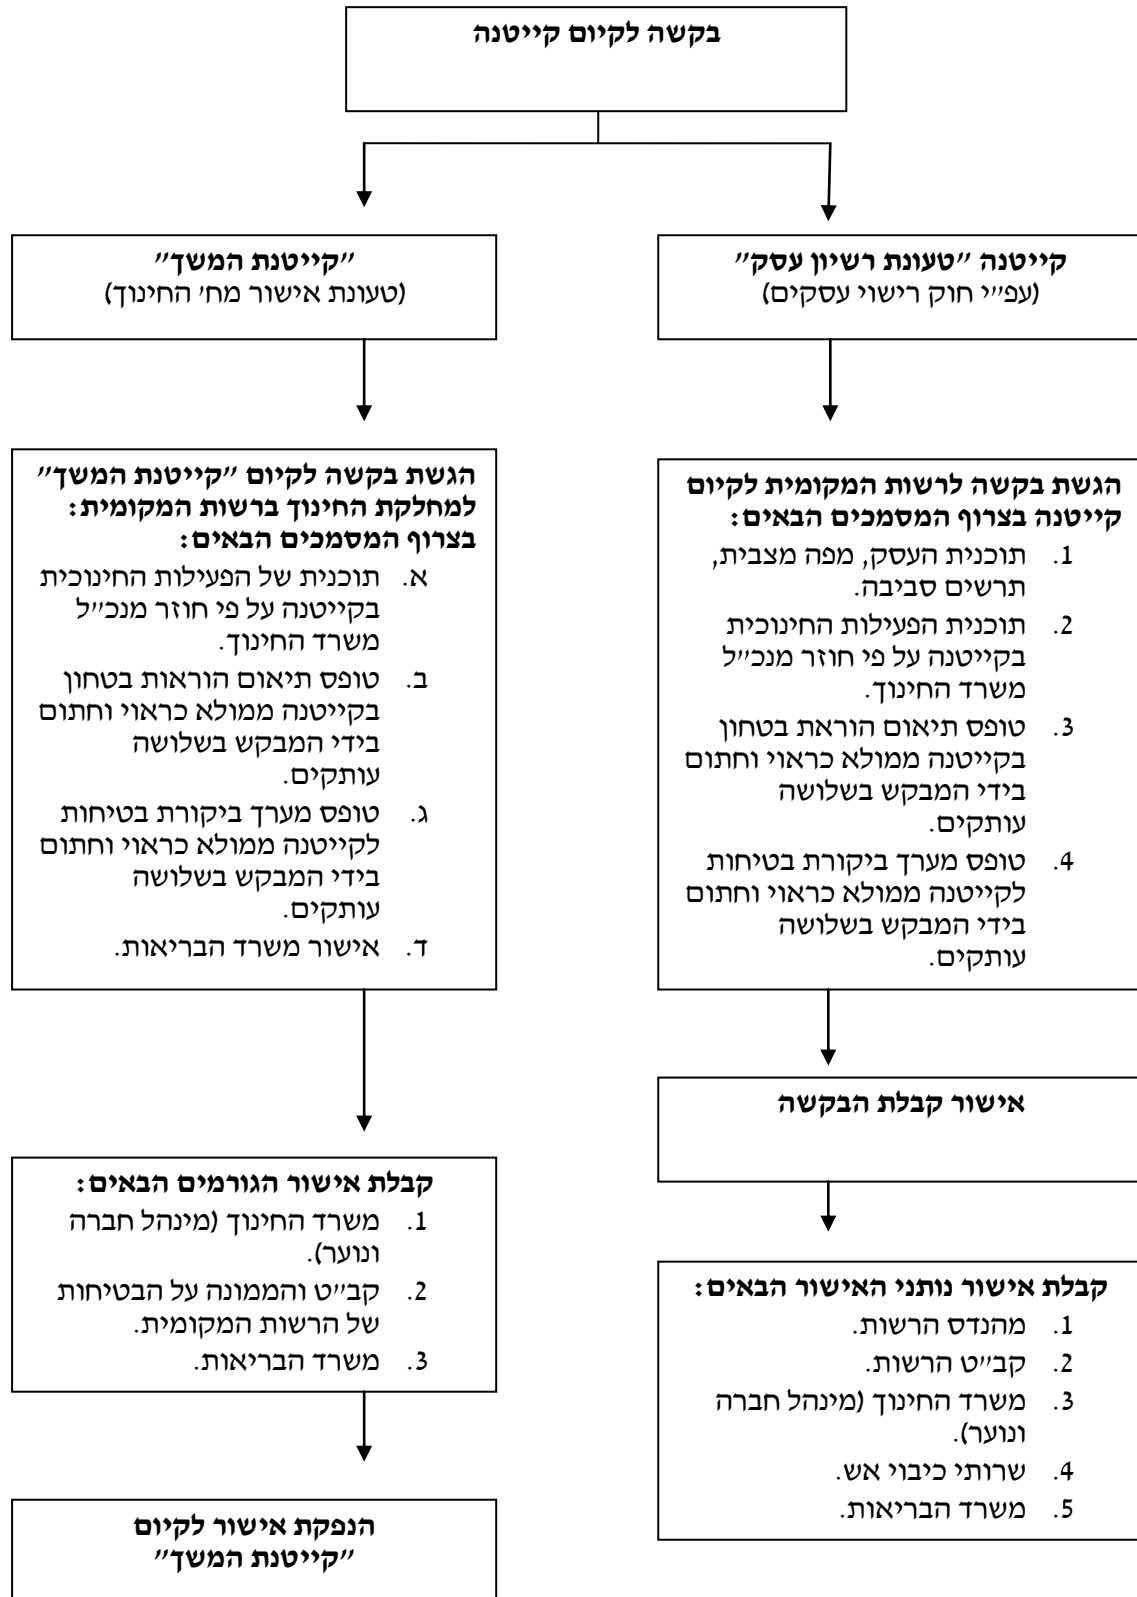 בקשה לקיום קייטנה
קייטנה ״טעונת רשיון עסק״
(עפ״י חוק רישוי עסקים)
״קייטנת המשך״
(טעונת אישור מח׳ החינוך)
הגשת בקשה לרשות המקומית לקיום
קייטנה בצרוף המסמכים הבאים:
1. תוכנית העסק, מפה מצבית,
תרשים סביבה.
2. תוכנית הפעילות החינוכית
בקייטנה על פי חוזר מנכ״ל
משרד החינוך.
3. טופס תיאום הוראת בטחון
בקייטנה ממולא כראוי וחתום
בידי המבקש בשלושה
עותקים.
4. טופס מערך ביקורת בטיחות
לקייטנה ממולא כראוי וחתום
בידי המבקש בשלושה
עותקים.
הגשת בקשה לקיום ״קייטנת המשך״
למחלקת החינוך ברשות המקומית:
בצרוף המסמכים הבאים:
א. תוכנית של הפעילות החינוכית
בקייטנה על פי חוזר מנכ״ל
משרד החינוך.
ב. טופס תיאום הוראות בטחון
בקייטנה ממולא כראוי וחתום
בידי המבקש בשלושה
עותקים.
ג. טופס מערך ביקורת בטיחות
לקייטנה ממולא כראוי וחתום
בידי המבקש בשלושה
עותקים.
ד. אישור משרד הבריאות.
אישור קבלת הבקשה
קבלת אישור הגורמים הבאים:
1. משרד החינוך (מינהל חברה
ונוער).
2. קב״ט והממונה על הבטיחות
של הרשות המקומית.
3. משרד הבריאות.
קבלת אישור נותני האישור הבאים:
1. מהנדס הרשות.
2. קב״ט הרשות.
3. משרד החינוך (מינהל חברה
ונוער).
4. שרותי כיבוי אש.
5. משרד הבריאות.
הנפקת אישור לקיום
״קייטנת המשך״